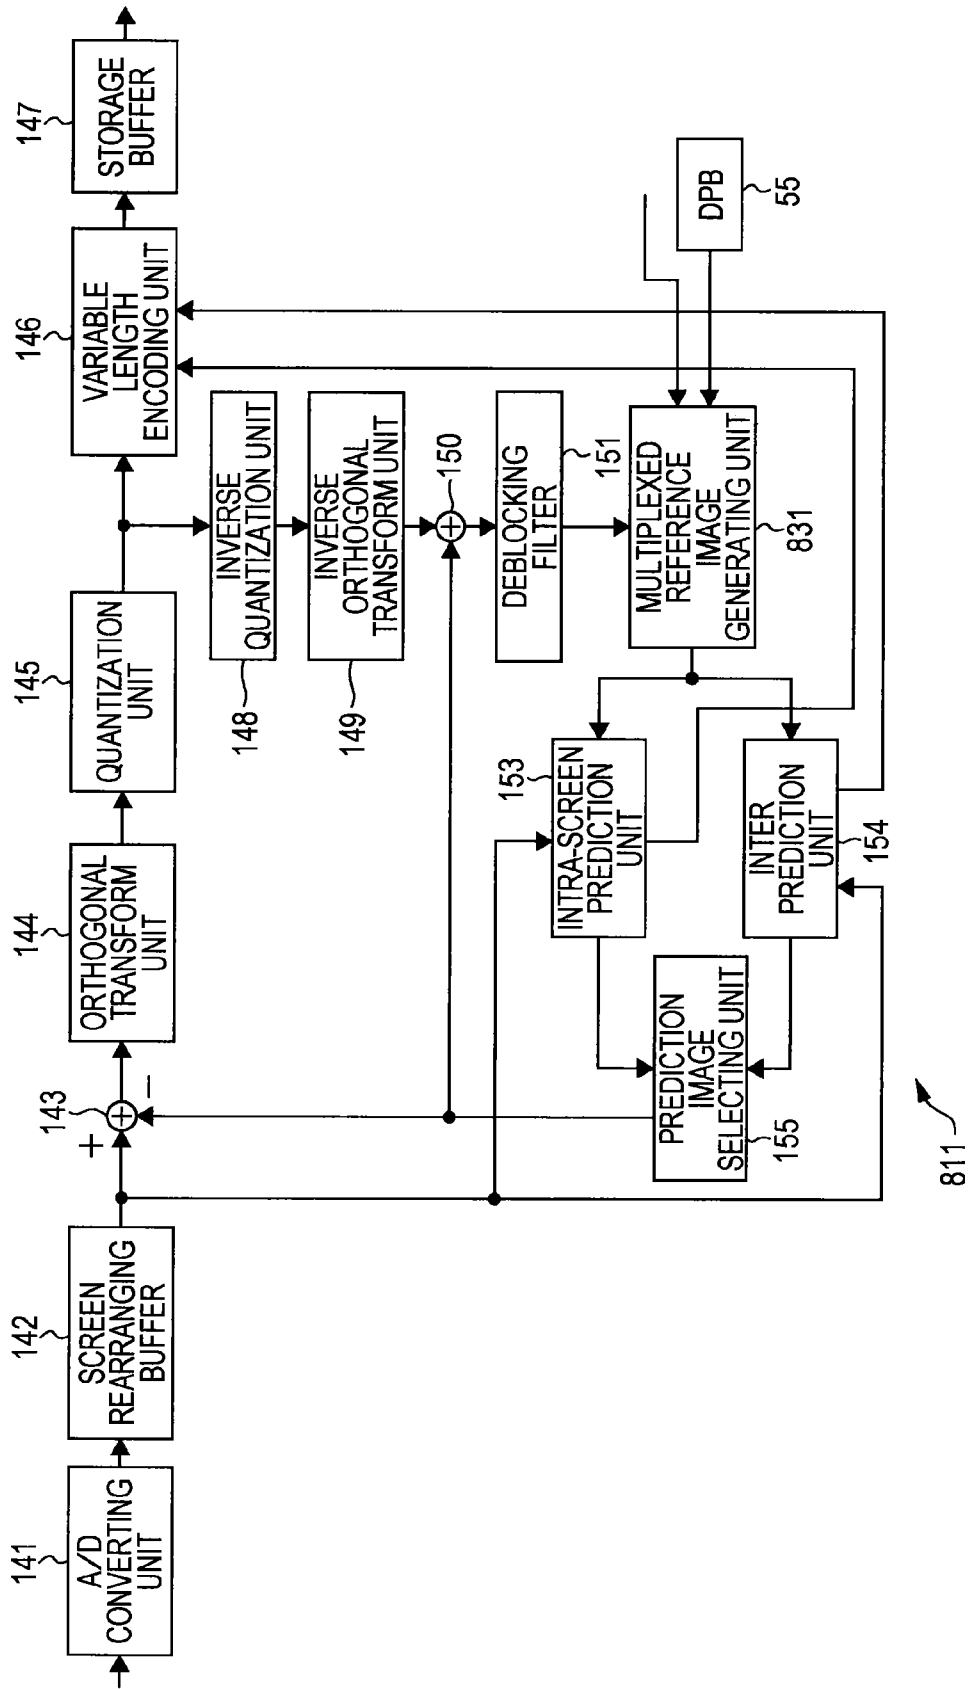 141
A/D
CONVERTING
UNIT
142
SCREEN
REARRANGING
BUFFER
143
+
−
144
ORTHOGONAL
TRANSFORM
UNIT
145
QUANTIZATION
UNIT
146
VARIABLE
LENGTH
ENCODING UNIT
147
STORAGE
BUFFER
148
INVERSE
QUANTIZATION UNIT
149
INVERSE
ORTHOGONAL
TRANSFORM UNIT
150
DEBLOCKING
FILTER
151
MULTIPLEXED
REFERENCE
IMAGE
GENERATING UNIT
831
DPB
55
153
INTRA-SCREEN
PREDICTION
UNIT
INTER
PREDICTION
UNIT
154
PREDICTION
IMAGE
SELECTING UNIT
155
811